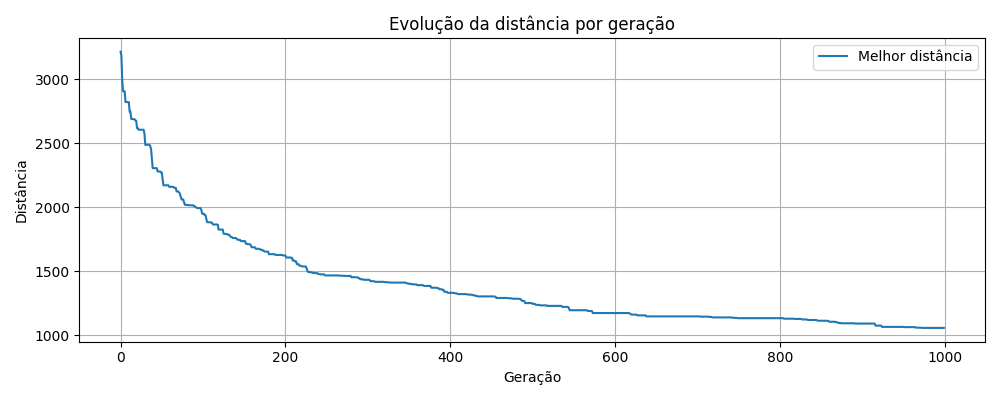 Evolução da distância por geração
Melhor distância
Distância
3000
2500
2000
1500
1000
0 200 400 600 800 1000
Geração